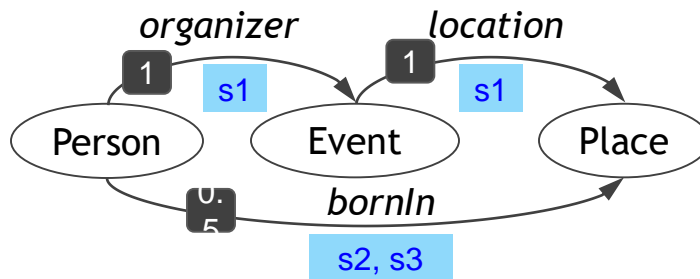 organizer location
1 1
s1 s1
Person Event Place
0.
5
bornIn
s2, s3